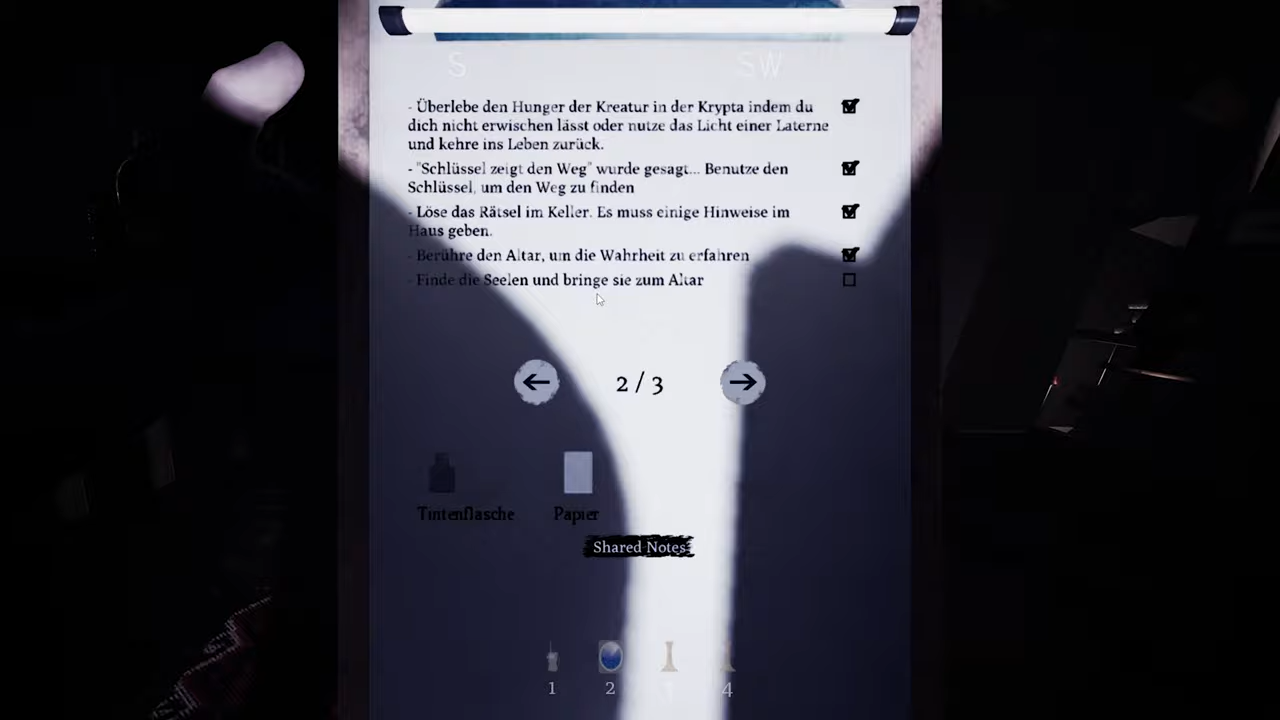 S SW
- Überlebe den Hunger der Kreatur in der Krypta indem du
dich nicht erwischen lässt oder nutze das Licht einer Laterne
und kehre ins Leben zurück.
- "Schlüssel zeigt den Weg" wurde gesagt... Benutze den
Schlüssel, um den Weg zu finden
- Löse das Rätsel im Keller. Es muss einige Hinweise im
Haus geben.
- Berühre den Altar, um die Wahrheit zu erfahren
- Finde die Seelen und bringe sie zum Altar
2 / 3
Tintenflasche Papier
Shared Notes
1 2 3 4